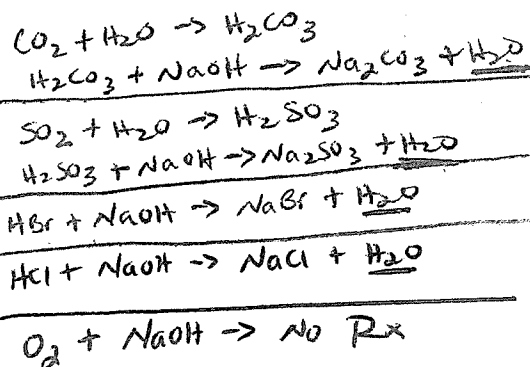 CO2 + H2O -> H2CO3
H2CO3 + NaOH -> Na2CO3 + H2O
SO2 + H2O -> H2SO3
H2SO3 + NaOH -> Na2SO3 + H2O
HBr + NaOH -> NaBr + H2O
HCl + NaOH -> NaCl + H2O
O2 + NaOH -> No Rx